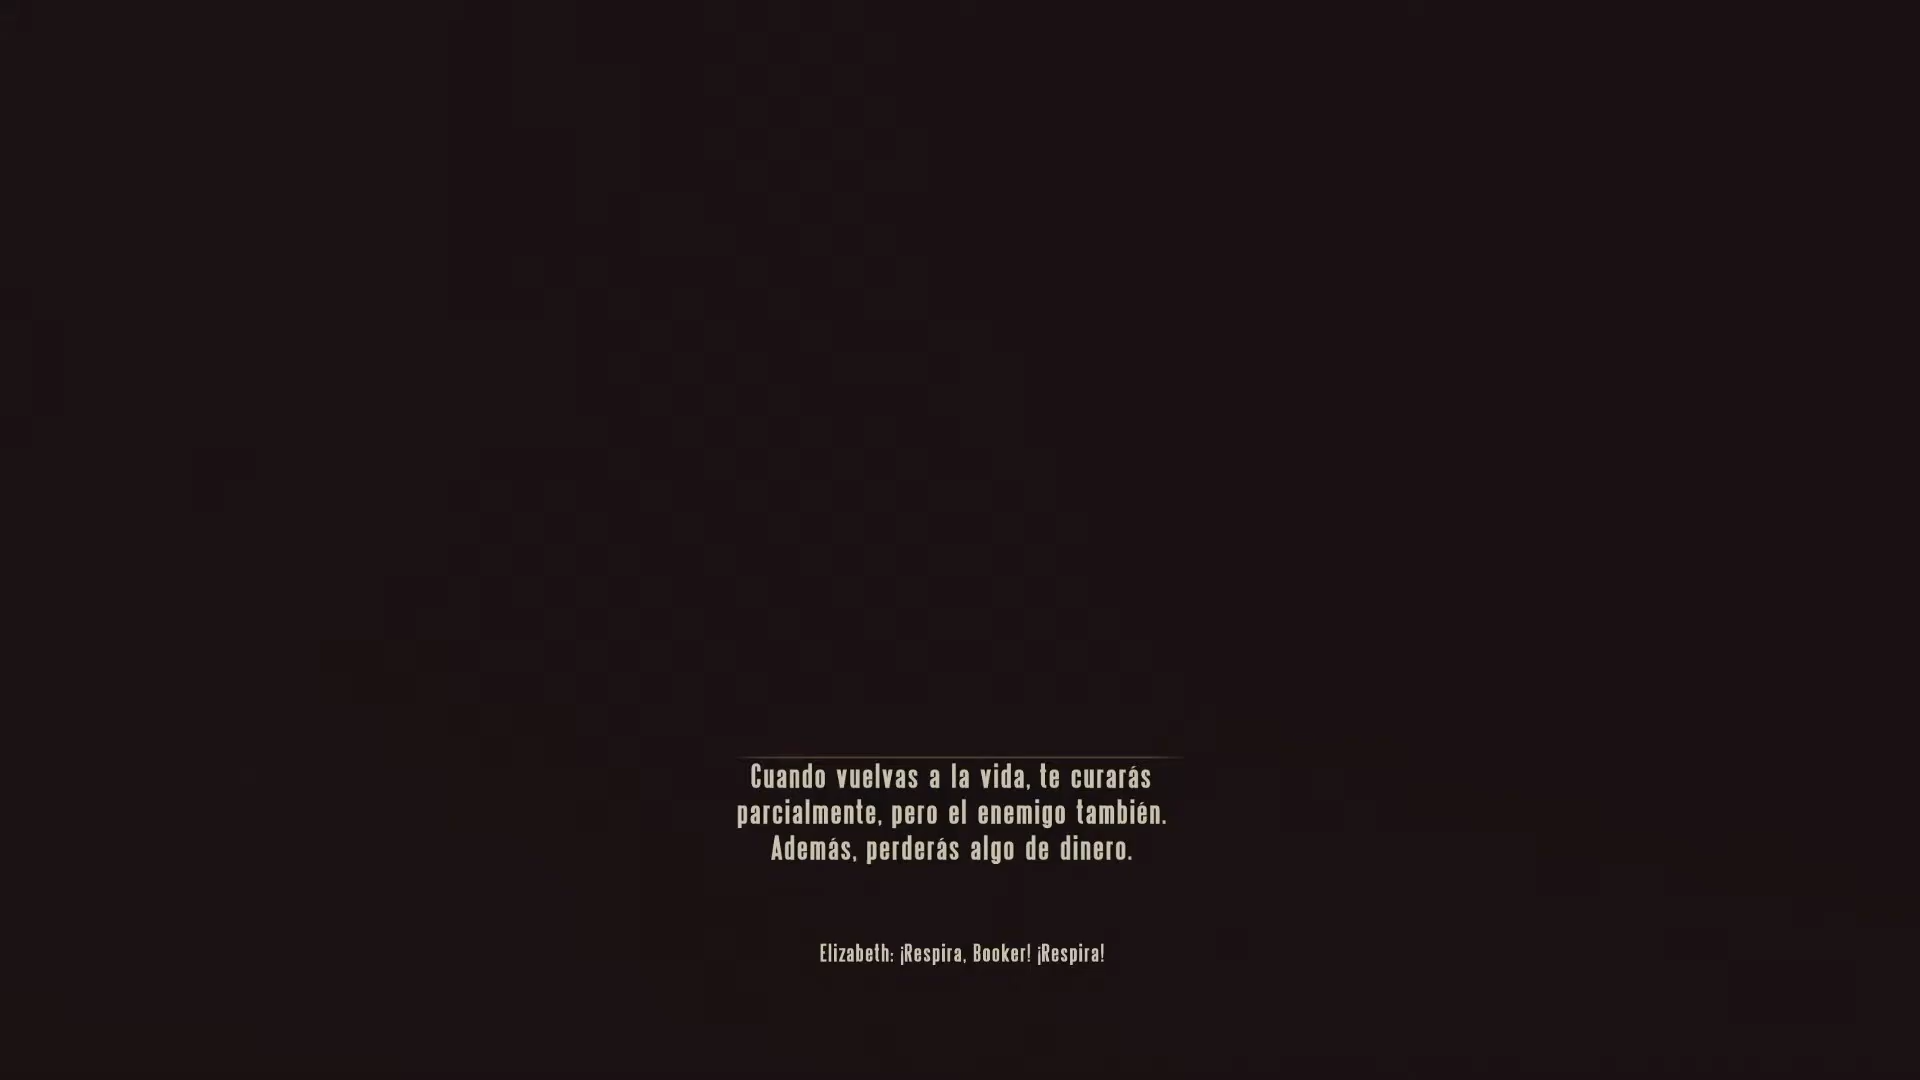 Cuando vuelvas a la vida, te curarás
parcialmente, pero el enemigo también.
Además, perderás algo de dinero.
Elizabeth: ¡Respira, Booker! ¡Respira!